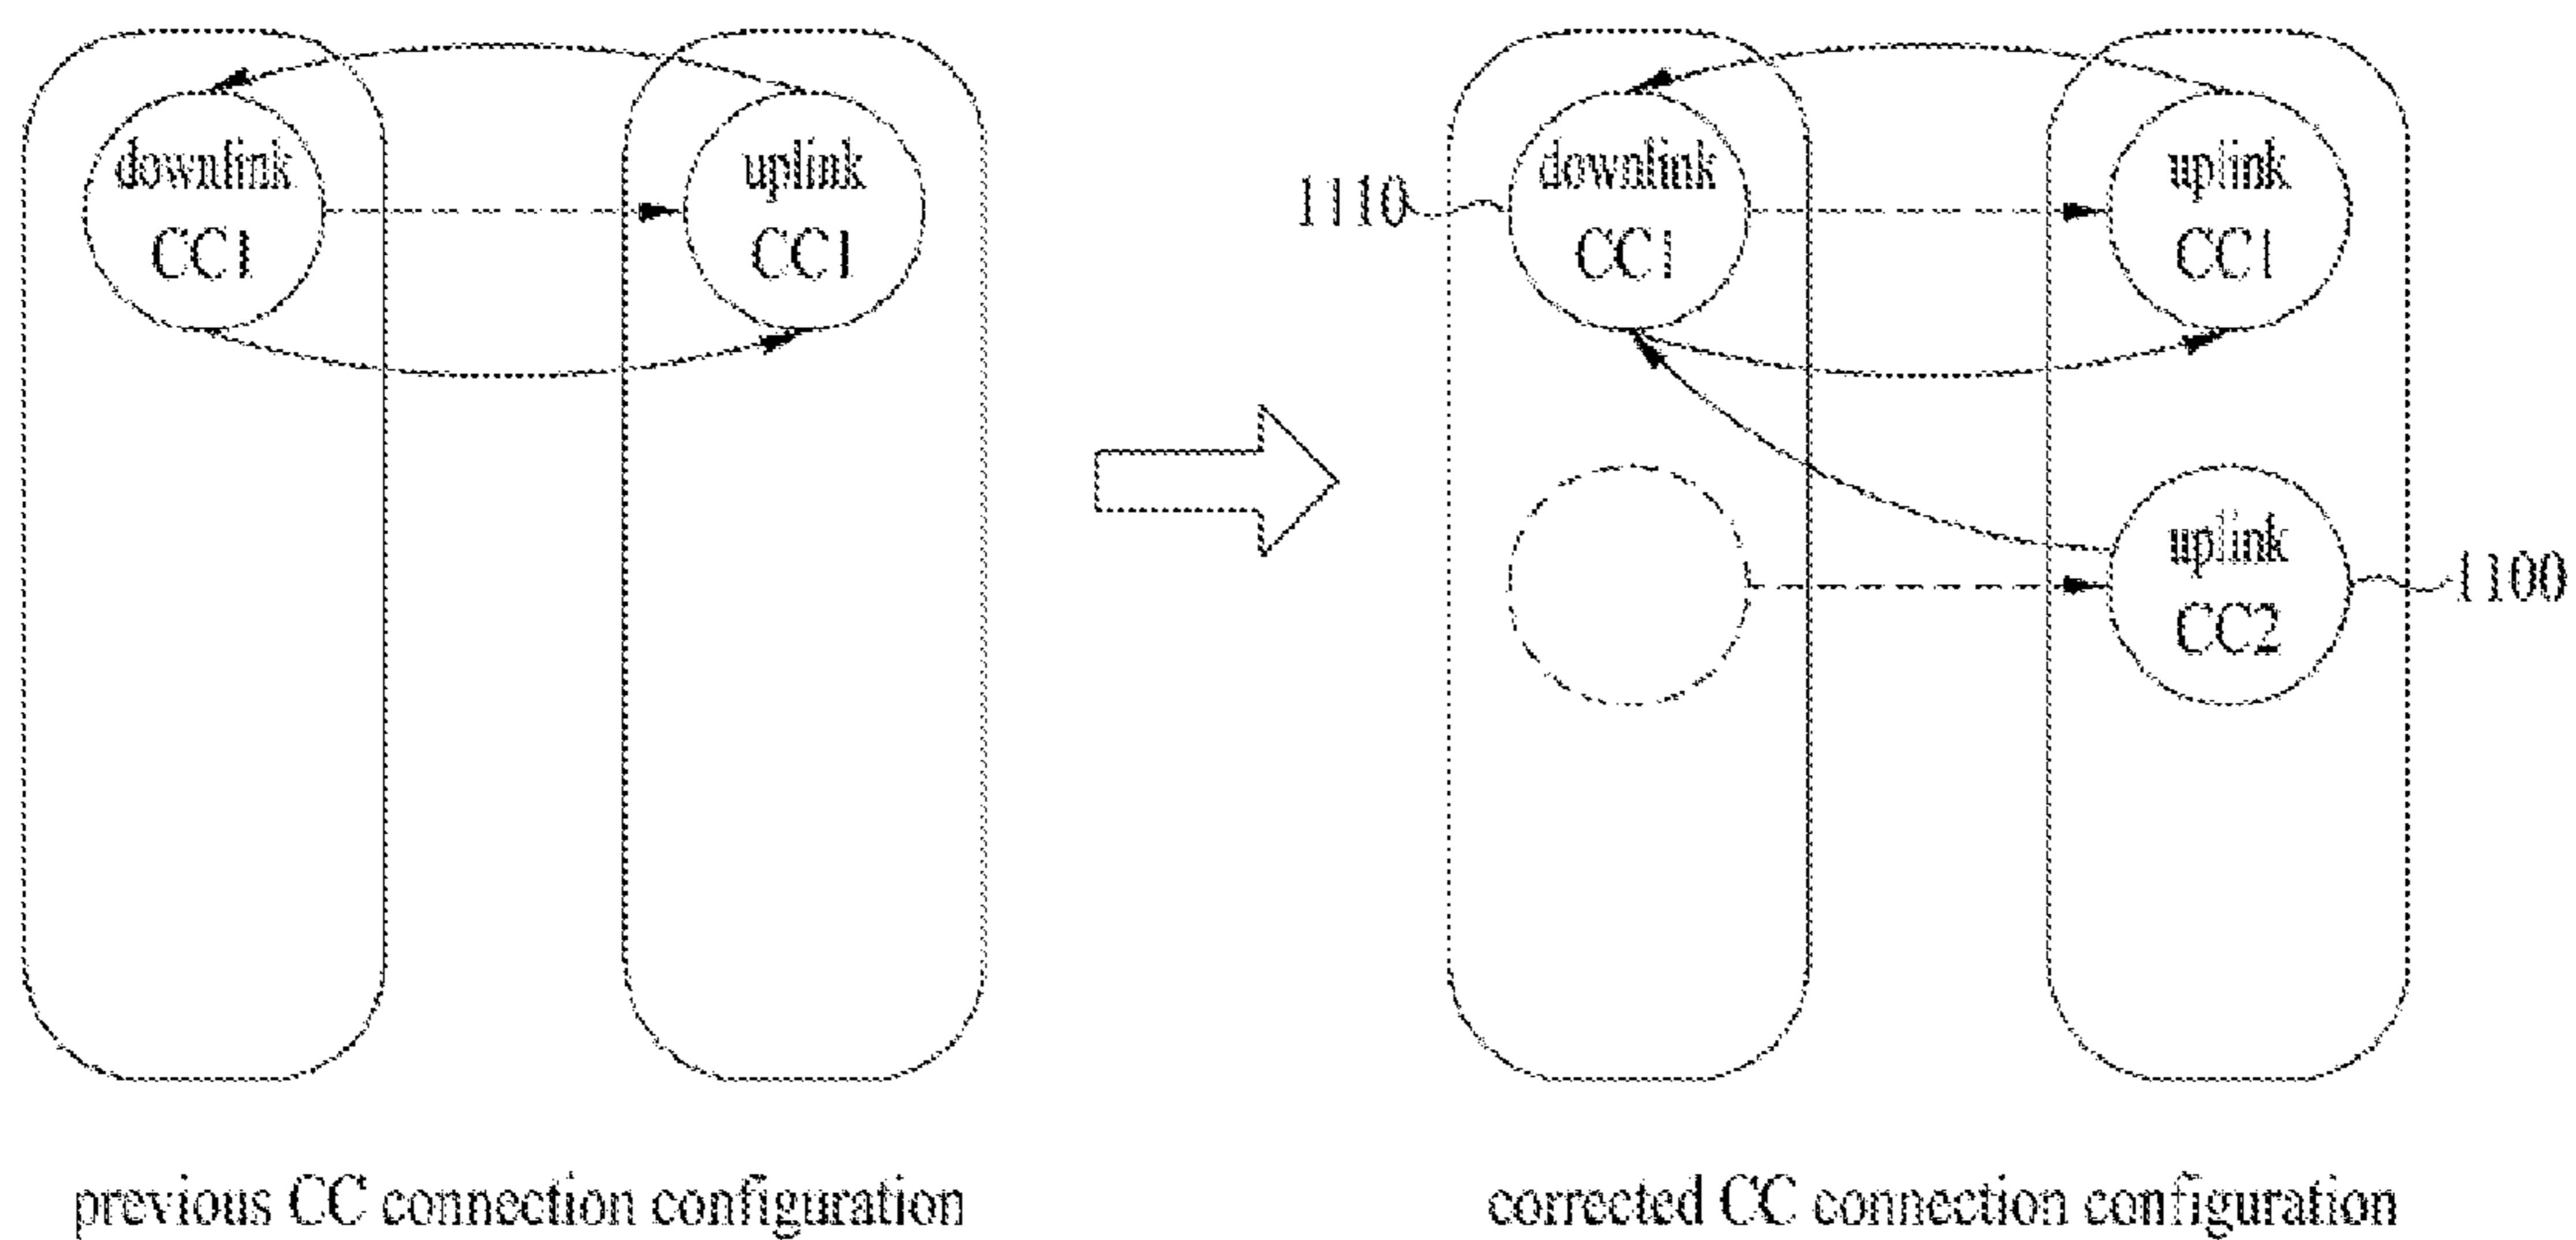 downlink
CC1
uplink
CC1
previous CC connection configuration
1110
downlink
CC1
uplink
CC1
uplink
CC2
1100
corrected CC connection configuration